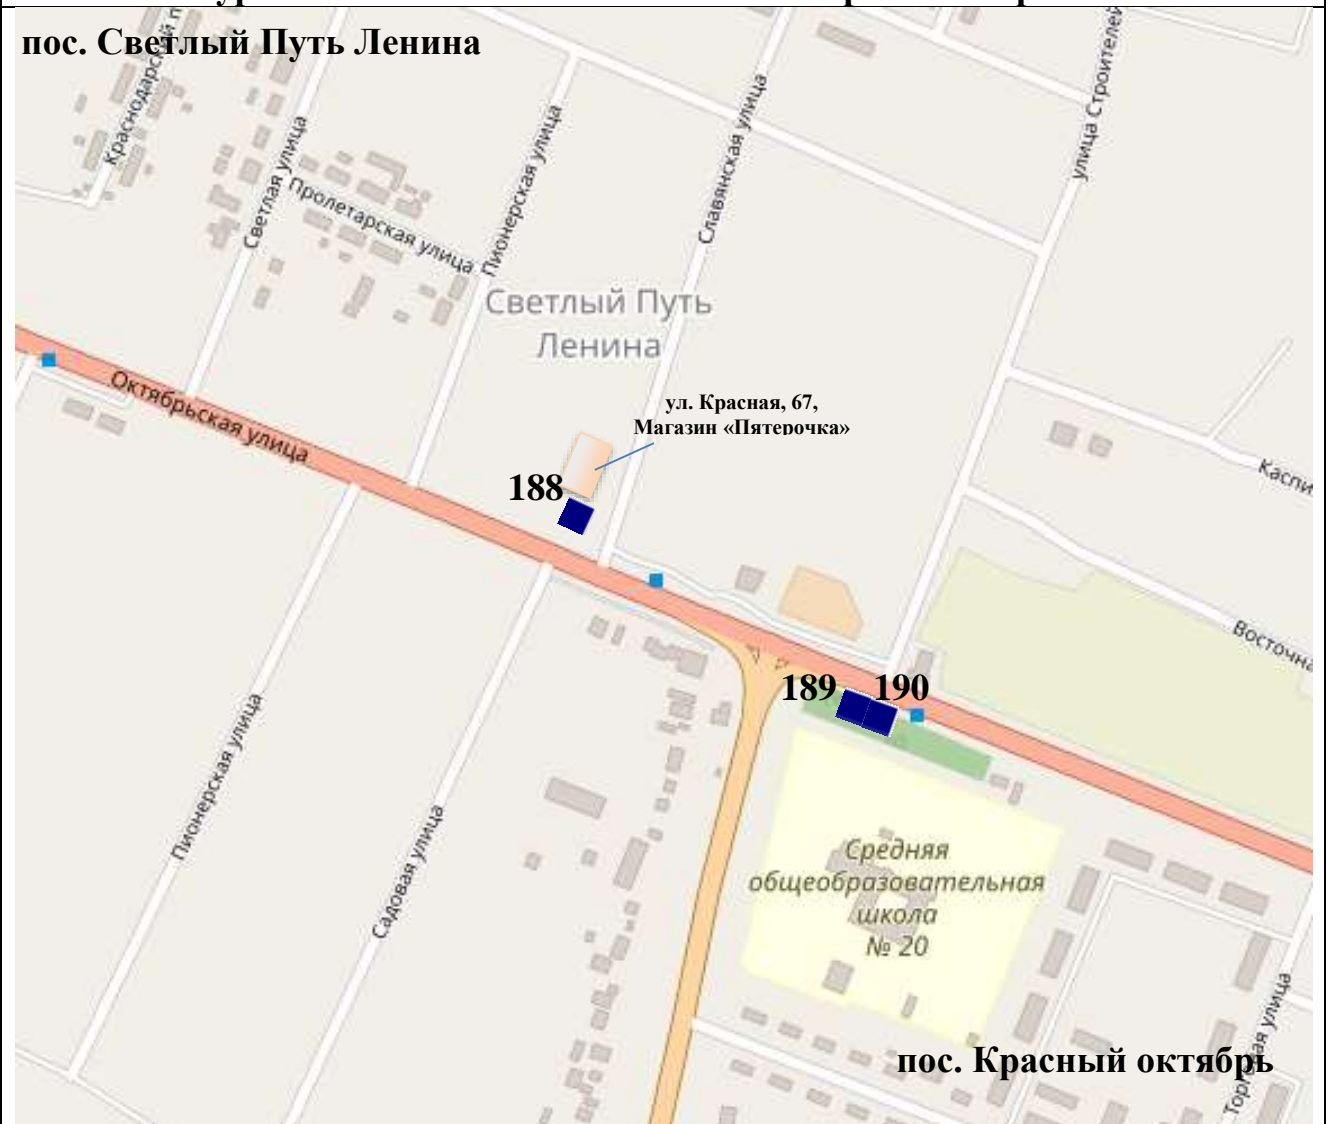 пос. Светлый Путь Ленина
Краснодарский п
улица Строителей
Славянская улица
Светлая улица
Пионерская улица
Пролетарская улица
Светлый Путь
Ленина
Октябрьская улица
ул. Красная, 67,
Магазин «Пятерочка»
188
Каспи
Восточна
189
190
Пионерская улица
Садовая улица
Средняя
общеобразовательная
школа
№ 20
пос. Красный октябрь
Торговая улица